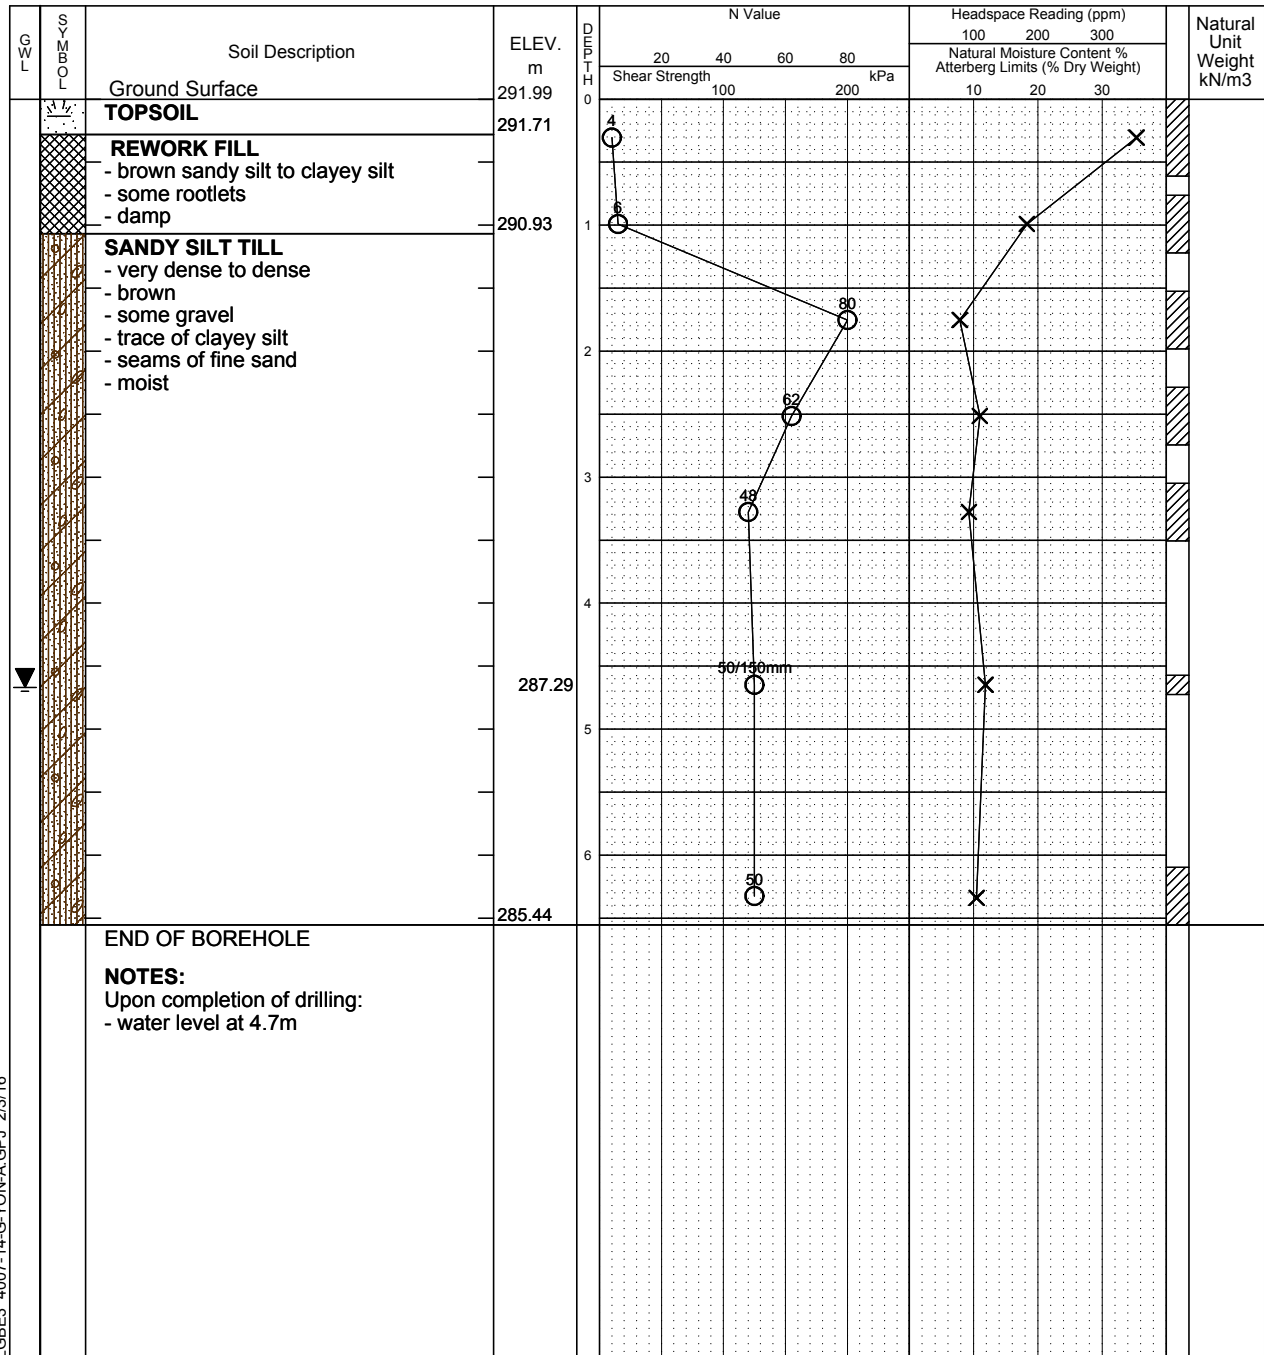 GWL
SYMBOL
Soil Description
Ground Surface
ELEV.
m
291.99
DEPTH
N Value
20 40 60 80
Shear Strength kPa
100 200
Headspace Reading (ppm)
100 200 300
Natural Moisture Content %
Atterberg Limits (% Dry Weight)
10 20 30
Natural
Unit
Weight
kN/m3
0
TOPSOIL
291.71
4
REWORK FILL
- brown sandy silt to clayey silt
- some rootlets
- damp
290.93
6
1
SANDY SILT TILL
- very dense to dense
- brown
- some gravel
- trace of clayey silt
- seams of fine sand
- moist
80
2
62
3
48
4
50/150mm
287.29
5
6
50
285.44
END OF BOREHOLE
NOTES:
Upon completion of drilling:
- water level at 4.7m